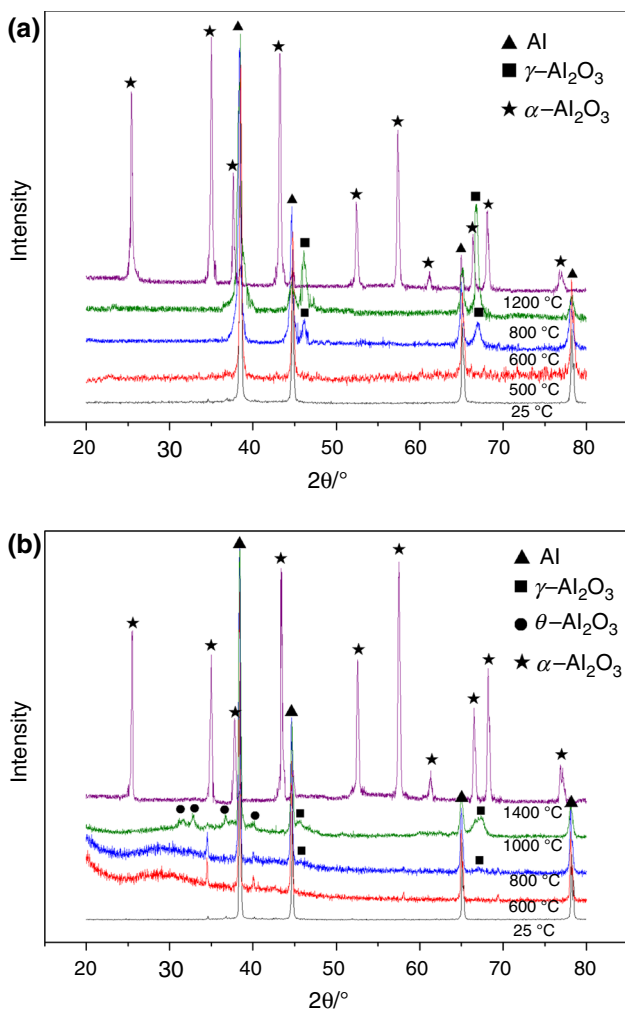 (a)
Al
γ–Al2O3
α–Al2O3
Intensity
1200 °C
800 °C
600 °C
500 °C
25 °C
20 30 40 50 60 70 80
2θ/°
(b)
Al
γ–Al2O3
θ–Al2O3
α–Al2O3
Intensity
1400 °C
1000 °C
800 °C
600 °C
25 °C
20 30 40 50 60 70 80
2θ/°